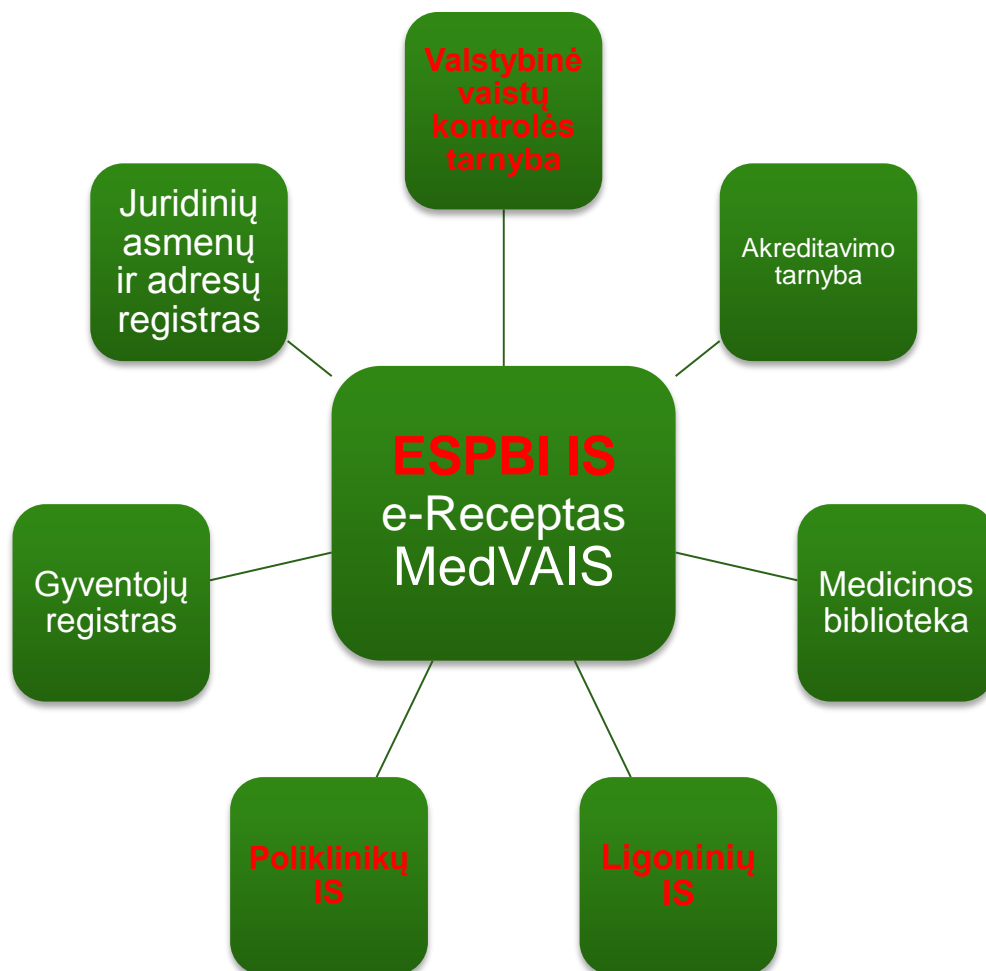 Valstybinė
vaistų
kontrolės
tarnyba
Juridinių
asmenų
ir adresų
registras
Akreditavimo
tarnyba
ESPBI IS
e-Receptas
MedVAIS
Gyventojų
registras
Medicinos
biblioteka
Poliklinikų
IS
Ligoninių
IS